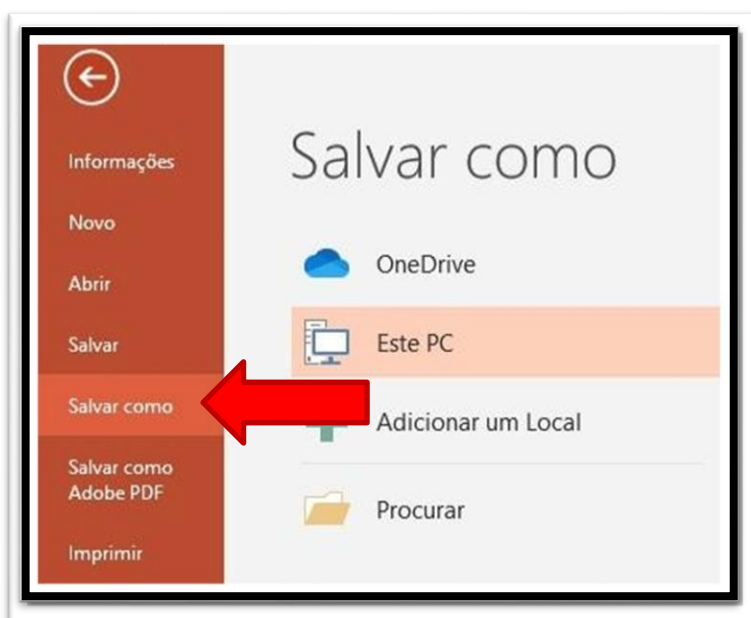 Informações
Novo
Abrir
Salvar
Salvar como
Salvar como
Adobe PDF
Imprimir
Salvar como
OneDrive
Este PC
Adicionar um Local
Procurar